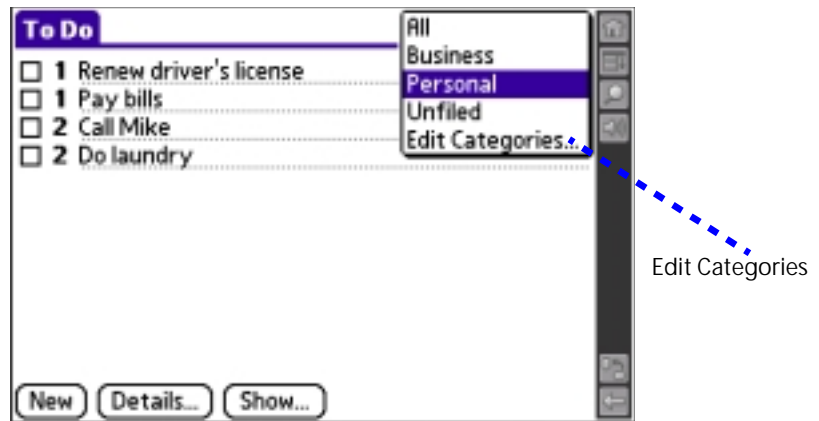 To Do
All
Business
Personal
Unfiled
Edit Categories...
1 Renew driver's license
1 Pay bills
2 Call Mike
2 Do laundry
Edit Categories
New Details... Show...